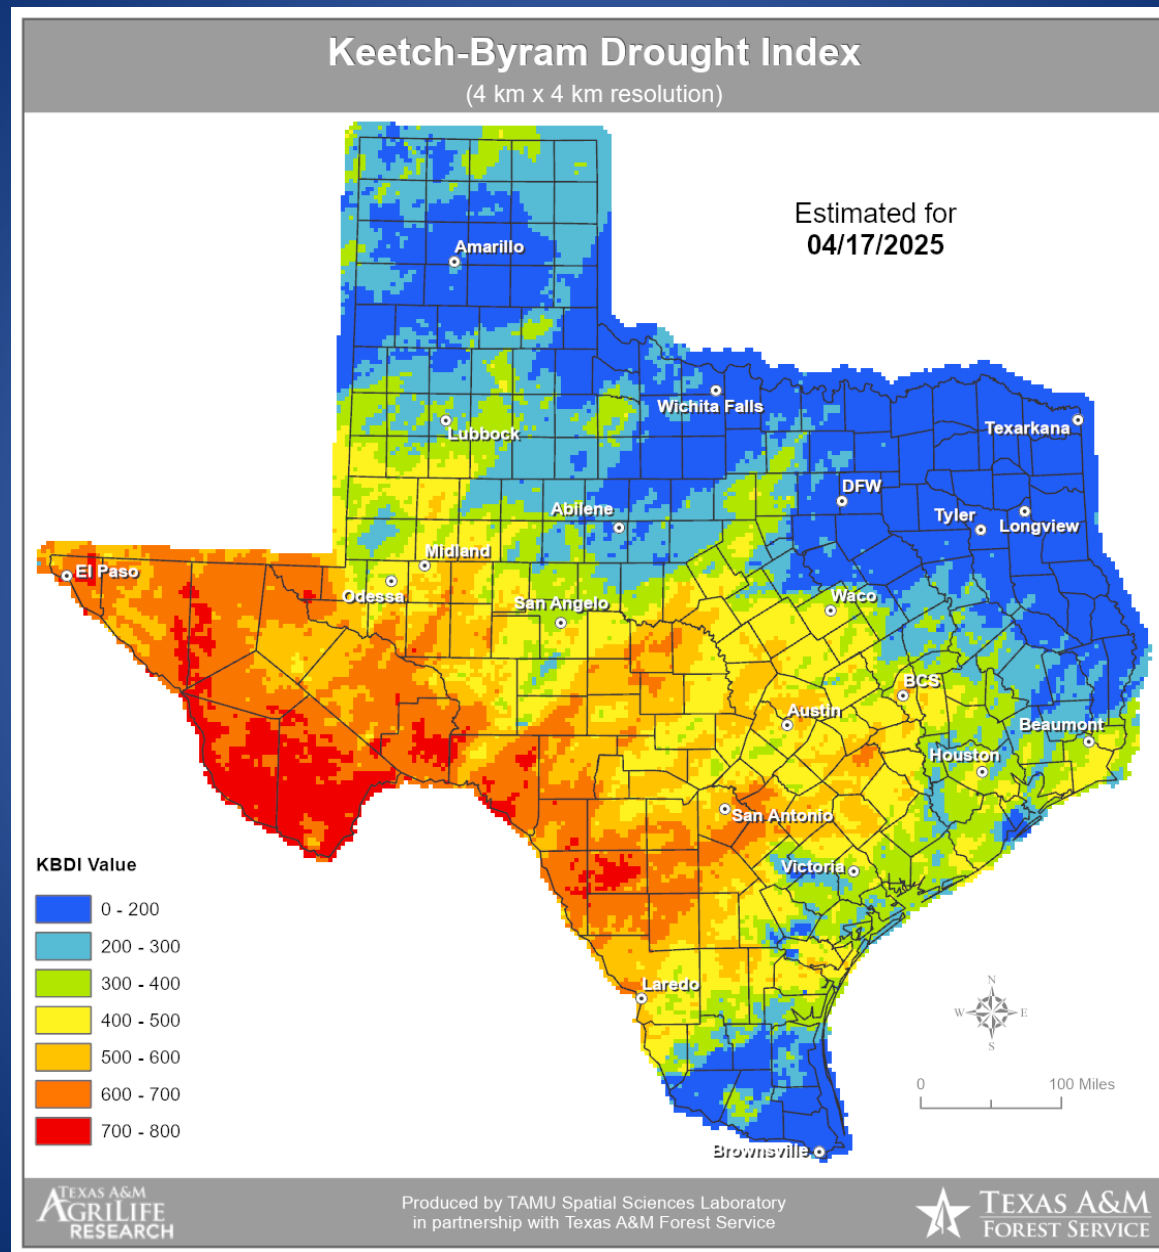 Keetch-Byram Drought Index
(4 km x 4 km resolution)
Estimated for
04/17/2025
Amarillo
Wichita Falls
Texarkana
Lubbock
DFW
Abilene
Tyler
Longview
Midland
El Paso
Odessa
San Angelo
Waco
BCS
Austin
Beaumont
Houston
San Antonio
Victoria
Laredo
Brownsville
KBDI Value
0 - 200
200 - 300
300 - 400
400 - 500
500 - 600
600 - 700
700 - 800
N
W E
S
0 100 Miles
TEXAS A&M
AGRILIFE
RESEARCH
Produced by TAMU Spatial Sciences Laboratory
in partnership with Texas A&M Forest Service
TEXAS A&M
FOREST SERVICE